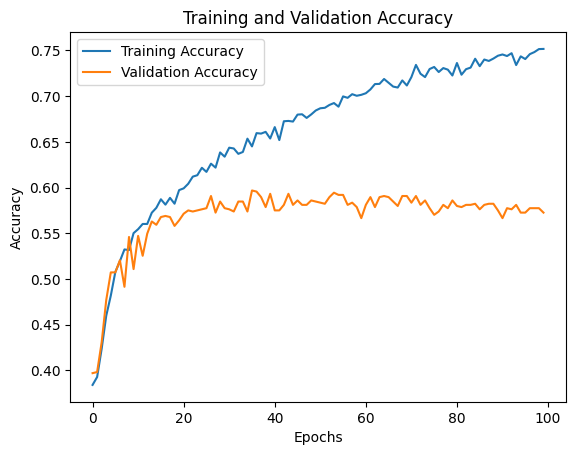 Training and Validation Accuracy
Training Accuracy
Validation Accuracy
0.75
0.70
0.65
0.60
0.55
0.50
0.45
0.40
Accuracy
0
20
40
60
80
100
Epochs